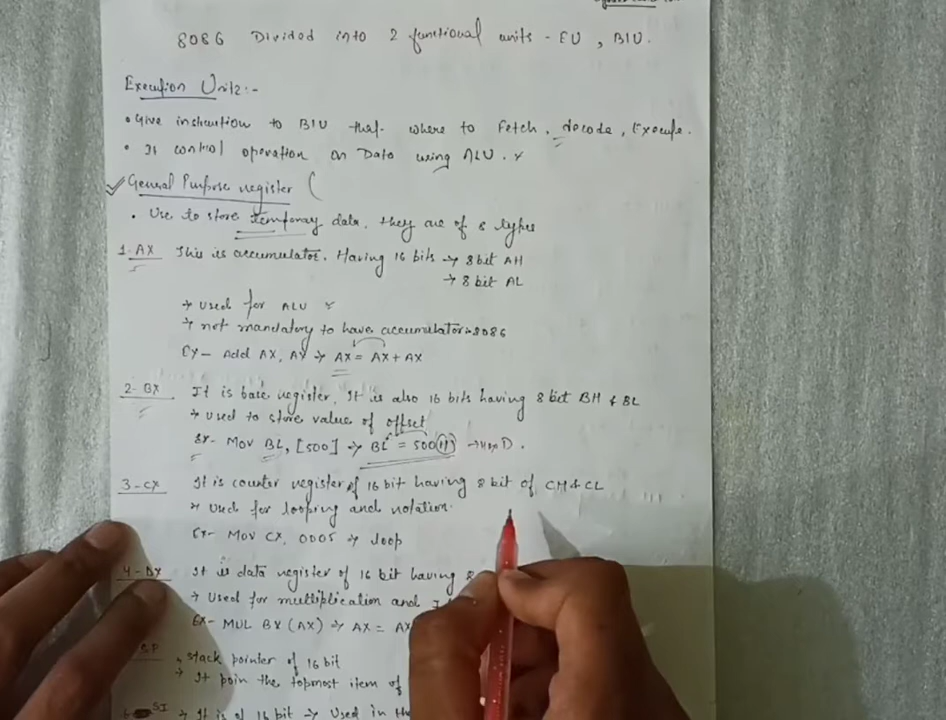 8086 Divided into 2 functional units - EU, BIU.
Execution Unit:-
• Give instruction to BIU that where to Fetch, decode, Execute.
• It control operation on Data using ALU.
General Purpose register (
• Use to store temporary data. they are of 8 types
1- AX This is accumulator. Having 16 bits → 8 bit AH
→ 8 bit AL
→ used for ALU
→ not mandatory to have accumulator 8086
Ex- Add AX, AX → AX = AX + AX
2- BX It is base register. It is also 16 bits having 8 bit BH & BL
→ used to store value of offset
Ex- Mov BL, [500] → BL = 500(H) → D.
3- CX It is counter register of 16 bit having 8 bit of CH & CL
→ Used for looping and rotation.
Ex- Mov CX, 0005 → loop
4- DX It is data register of 16 bit having 8
→ Used for multiplication and
Ex- MUL BX (AX) → AX = AX
SP → stack pointer of 16 bit
→ It poin the topmost item of
SI → It is of 16 bit → Used in the